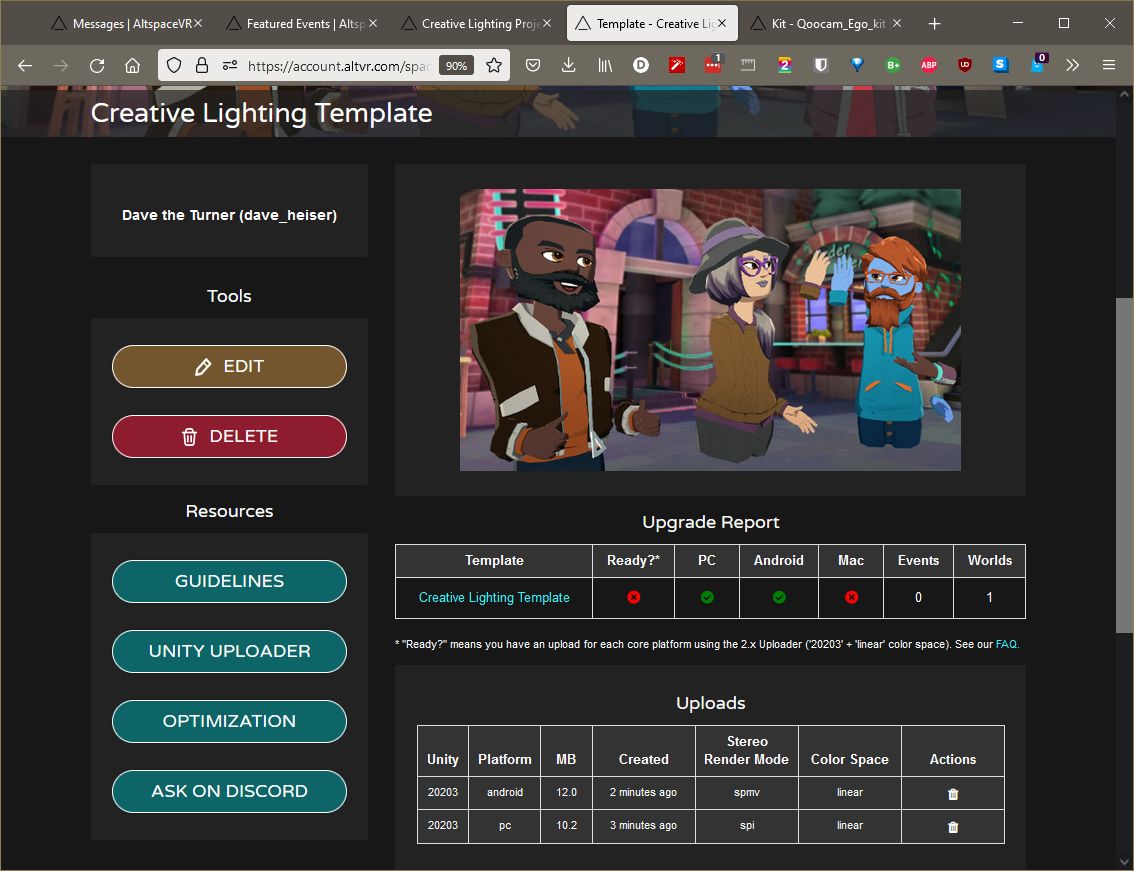 Messages | AltspaceVR
Featured Events | Altsp
Creative Lighting Proje
Template - Creative Lig
Kit - Qoocam_Ego_kit
https://account.altvr.com/spac
90%
Creative Lighting Template
Dave the Turner (dave_heiser)
Tools
EDIT
DELETE
Resources
GUIDELINES
UNITY UPLOADER
OPTIMIZATION
ASK ON DISCORD
Upgrade Report
Template Ready?* PC Android Mac Events Worlds
Creative Lighting Template 0 1
* "Ready?" means you have an upload for each core platform using the 2.x Uploader ('20203' + 'linear' color space). See our FAQ.
Uploads
Unity Platform MB Created Stereo Render Mode Color Space Actions
20203 android 12.0 2 minutes ago spmv linear
20203 pc 10.2 3 minutes ago spi linear